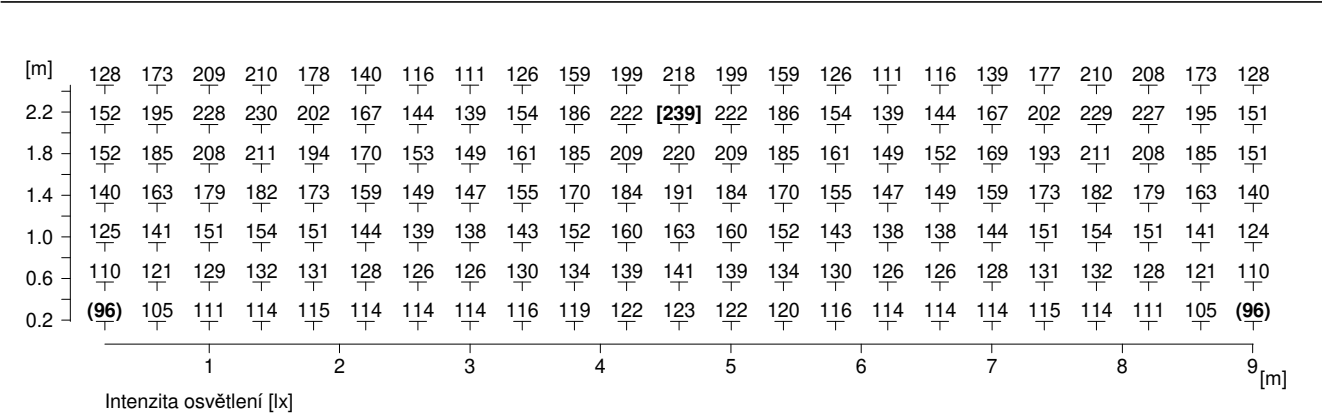 [m] 128 173 209 210 178 140 116 111 126 159 199 218 199 159 126 111 116 139 177 210 208 173 128
2.2 152 195 228 230 202 167 144 139 154 186 222 [239] 222 186 154 139 144 167 202 229 227 195 151
1.8 152 185 208 211 194 170 153 149 161 185 209 220 209 185 161 149 152 169 193 211 208 185 151
1.4 140 163 179 182 173 159 149 147 155 170 184 191 184 170 155 147 149 159 173 182 179 163 140
1.0 125 141 151 154 151 144 139 138 143 152 160 163 160 152 143 138 138 144 151 154 151 141 124
0.6 110 121 129 132 131 128 126 126 130 134 139 141 139 134 130 126 126 128 131 132 128 121 110
0.2 (96) 105 111 114 115 114 114 114 116 119 122 123 122 120 116 114 114 114 115 114 111 105 (96)
1 2 3 4 5 6 7 8 9 [m]
Intenzita osvětlení [lx]